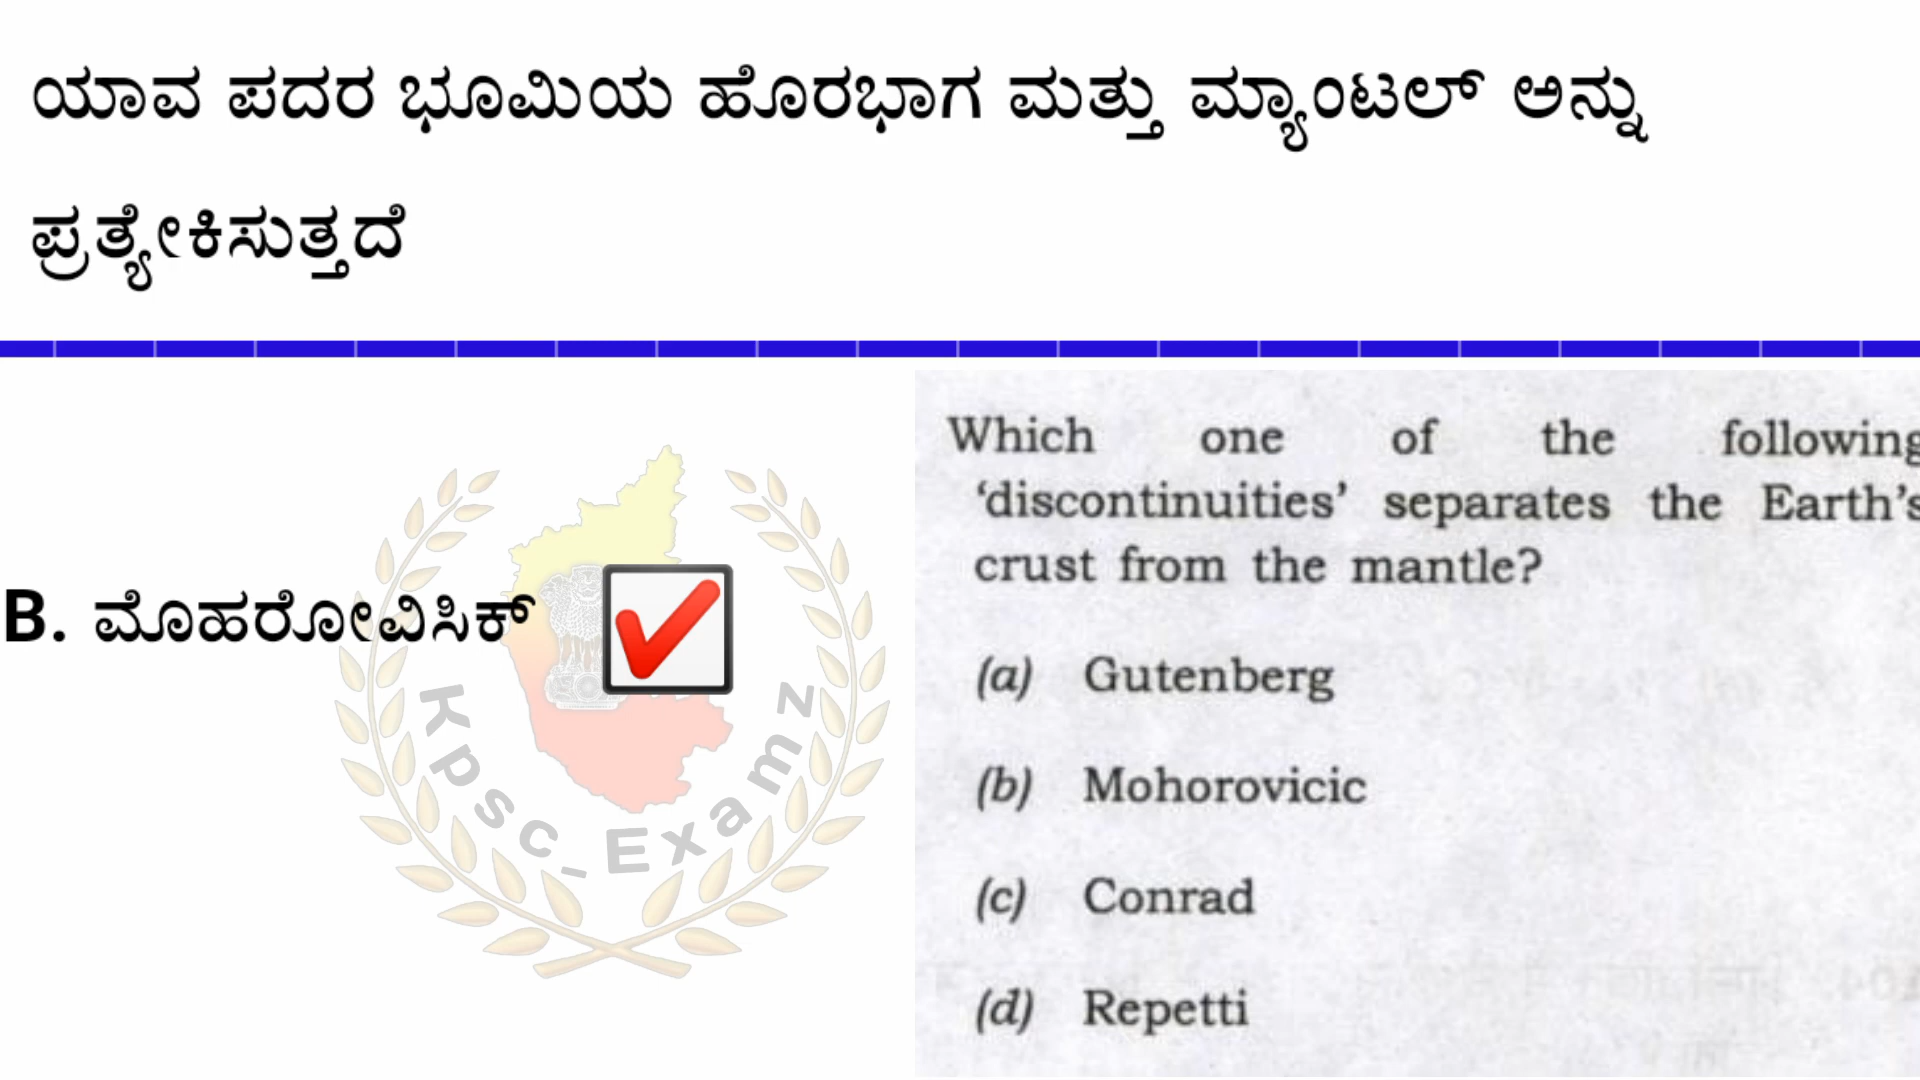 ಯಾವ ಪದರ ಭೂಮಿಯ ಹೊರಭಾಗ ಮತ್ತು ಮ್ಯಾಂಟಲ್ ಅನ್ನು
ಪ್ರತ್ಯೇಕಿಸುತ್ತದೆ
B. ಮೊಹರೋವಿಸಿಕ್
Kpsc_Examz
Which one of the following
‘discontinuities’ separates the Earth’s
crust from the mantle?
(a) Gutenberg
(b) Mohorovicic
(c) Conrad
(d) Repetti